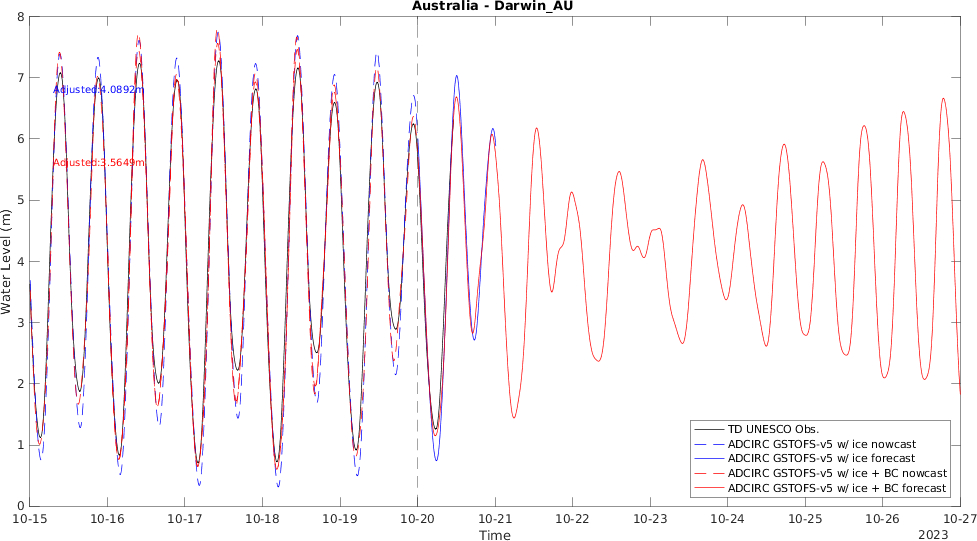 Australia - Darwin_AU
8
7
6
5
4
3
2
1
0
Water Level (m)
Adjusted:4.0892m
Adjusted:3.5649m
TD UNESCO Obs.
ADCIRC GSTOFS-v5 w/ ice nowcast
ADCIRC GSTOFS-v5 w/ ice forecast
ADCIRC GSTOFS-v5 w/ ice + BC nowcast
ADCIRC GSTOFS-v5 w/ ice + BC forecast
10-15 10-16 10-17 10-18 10-19 10-20 10-21 10-22 10-23 10-24 10-25 10-26 10-27
Time
2023